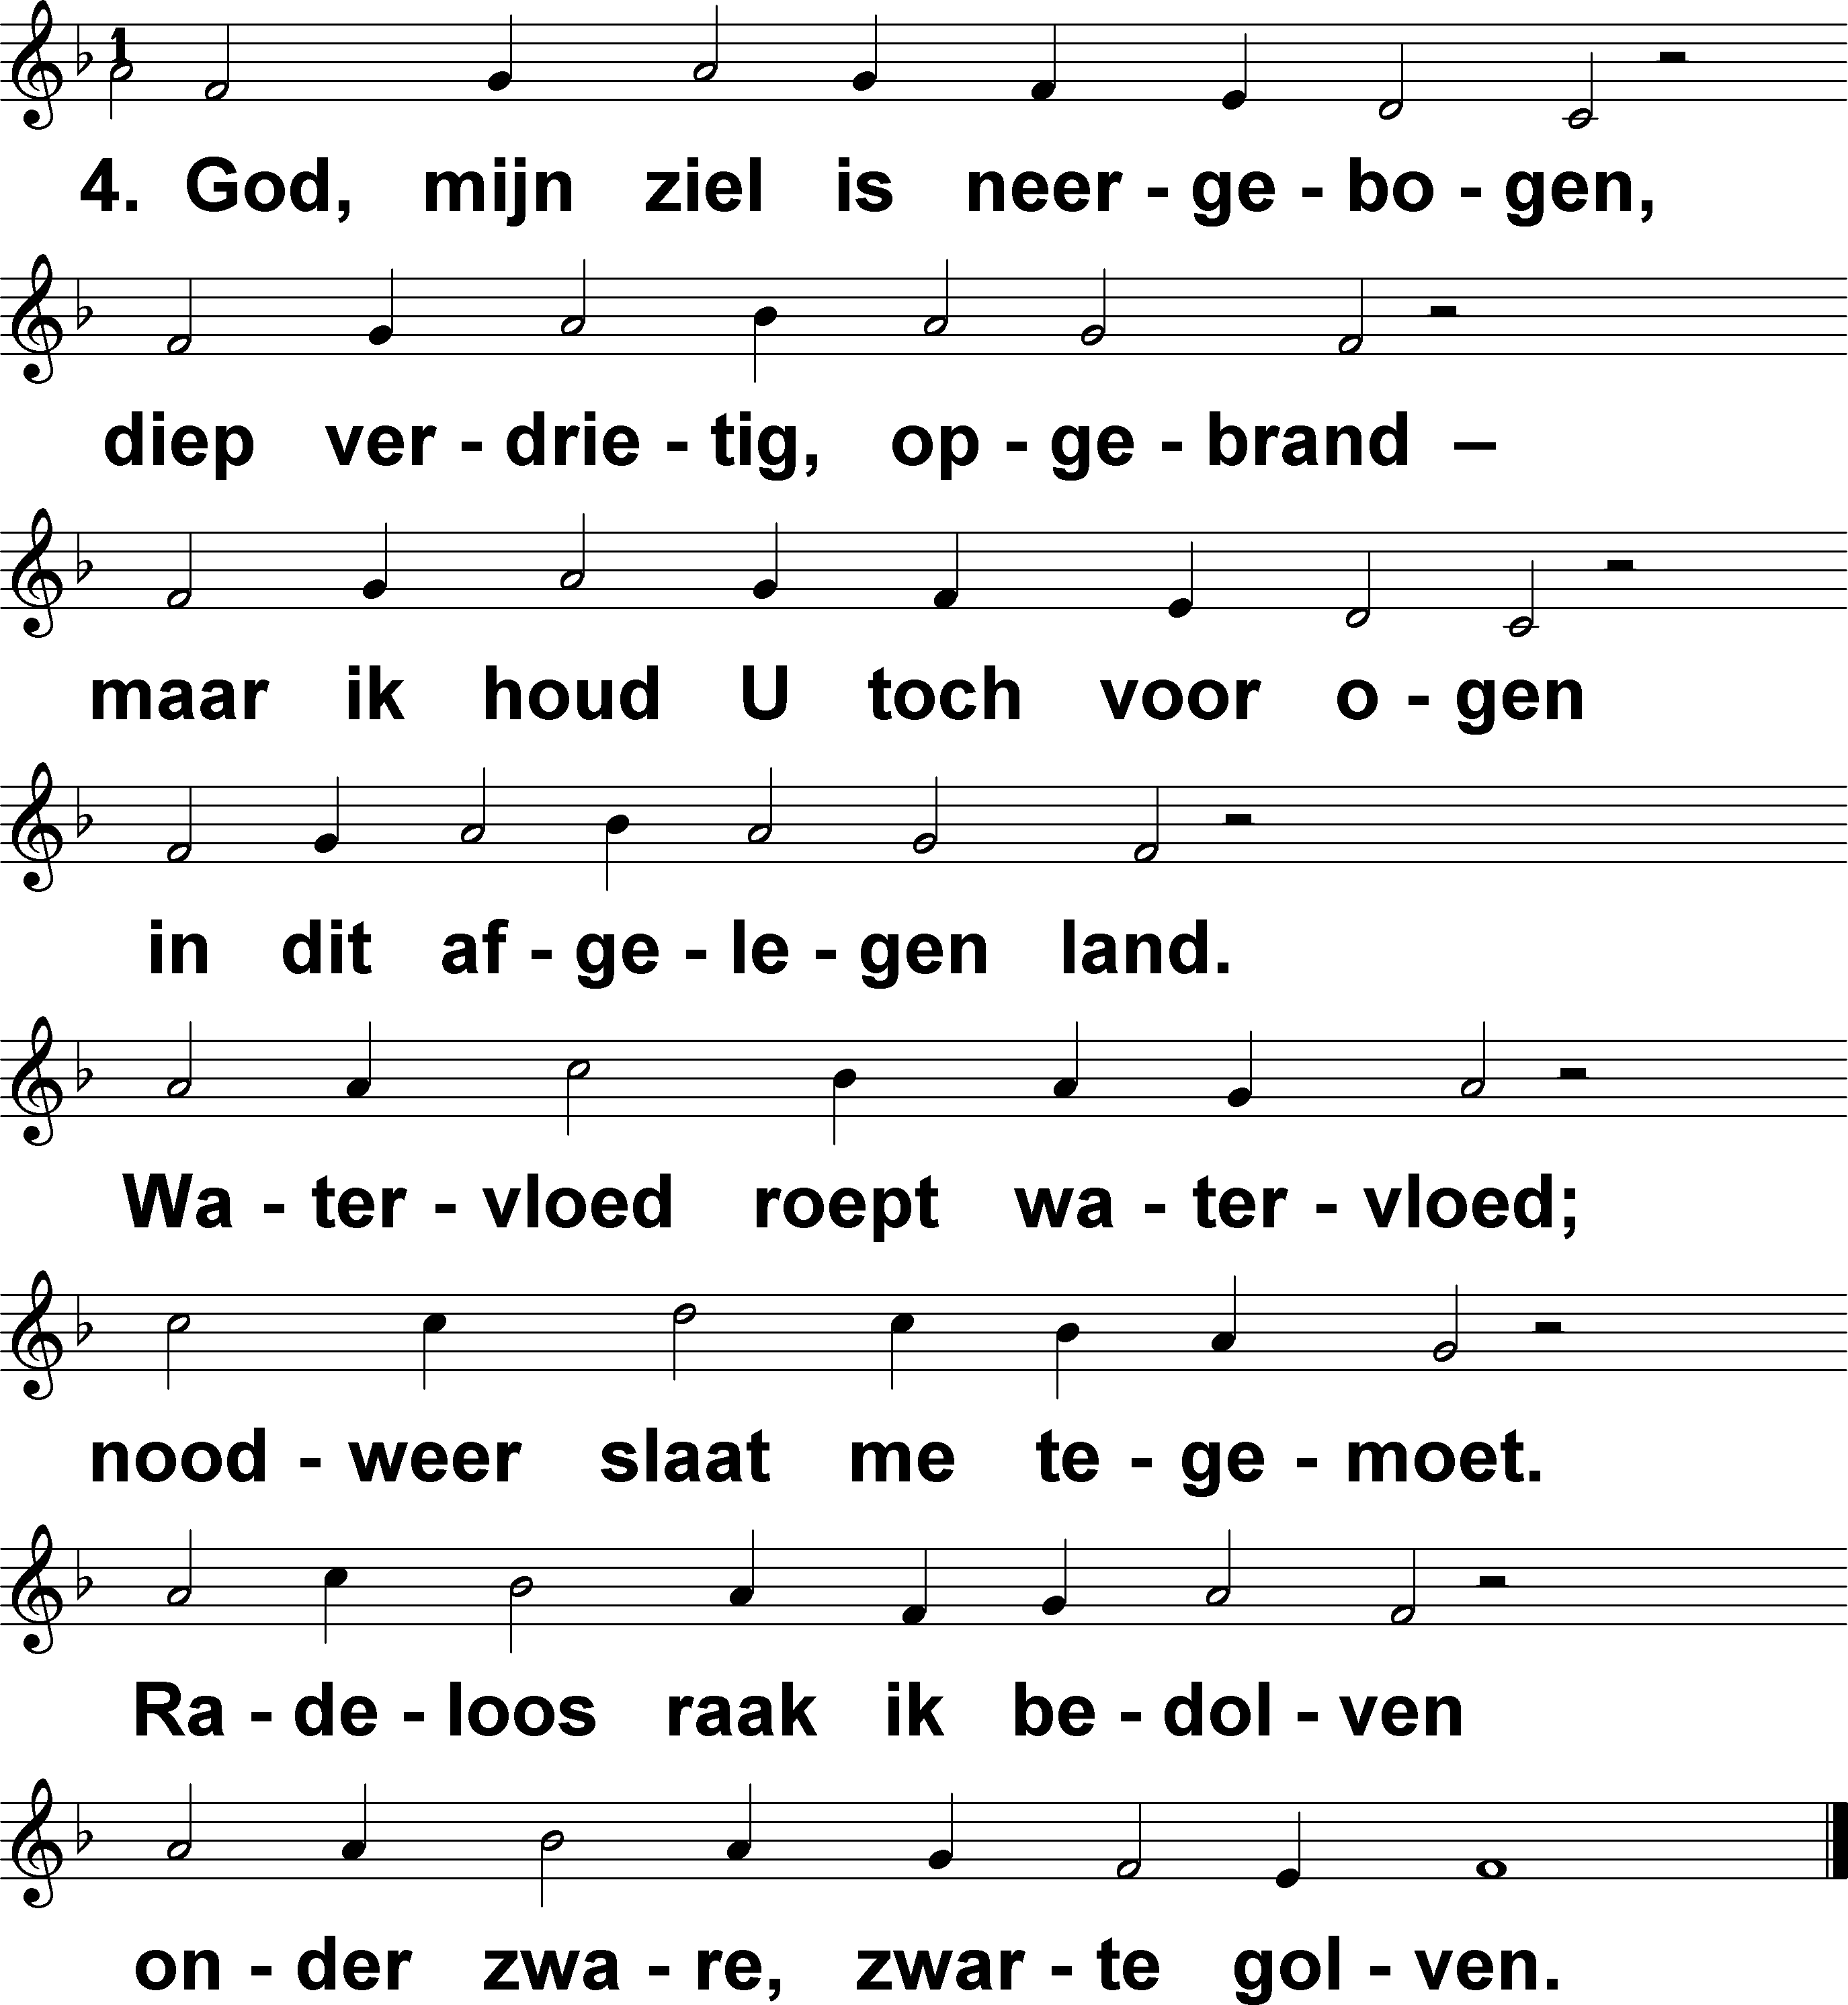 1
4. God, mijn ziel is neer - ge - bo - gen,
diep ver - drie - tig, op - ge - brand –
maar ik houd U toch voor o - gen
in dit af - ge - le - gen land.
Wa - ter - vloed roept wa - ter - vloed;
nood - weer slaat me te - ge - moet.
Ra - de - loos raak ik be - dol - ven
on - der zwa - re, zwar - te gol - ven.